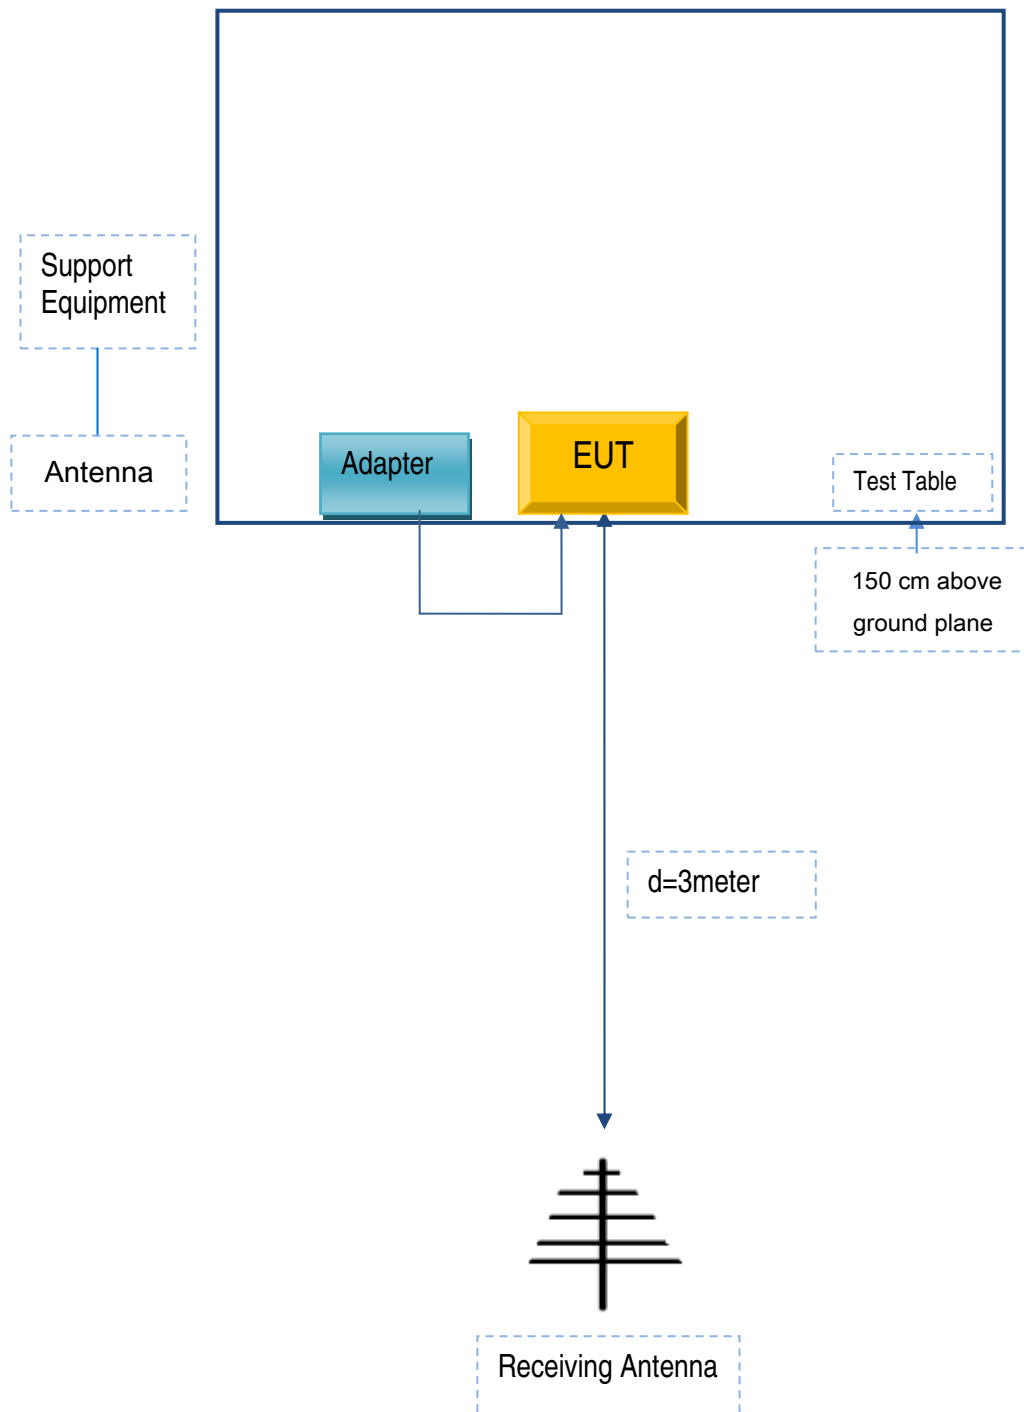 Support
Equipment
Antenna
Adapter
EUT
Test Table
150 cm above
ground plane
d=3meter
Receiving Antenna